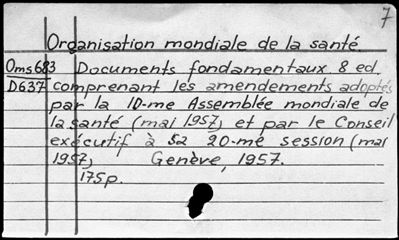 7
Organisation mondiale de la santé
Oms683 Documents fondamentaux 8 ed.
D637 comprenant les amendements adoptés
par la 10-me Assemblée mondiale de
la santé (mai 1957) et par le Conseil
exécutif à sa 20-me session (mai
1957) Genève, 1957.
175p.